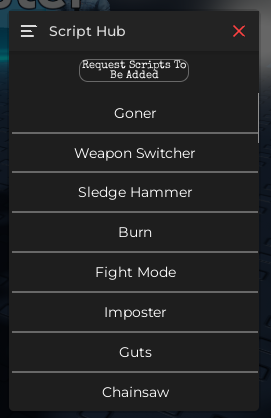 Script Hub
Request Scripts To
Be Added
Goner
Weapon Switcher
Sledge Hammer
Burn
Fight Mode
Imposter
Guts
Chainsaw